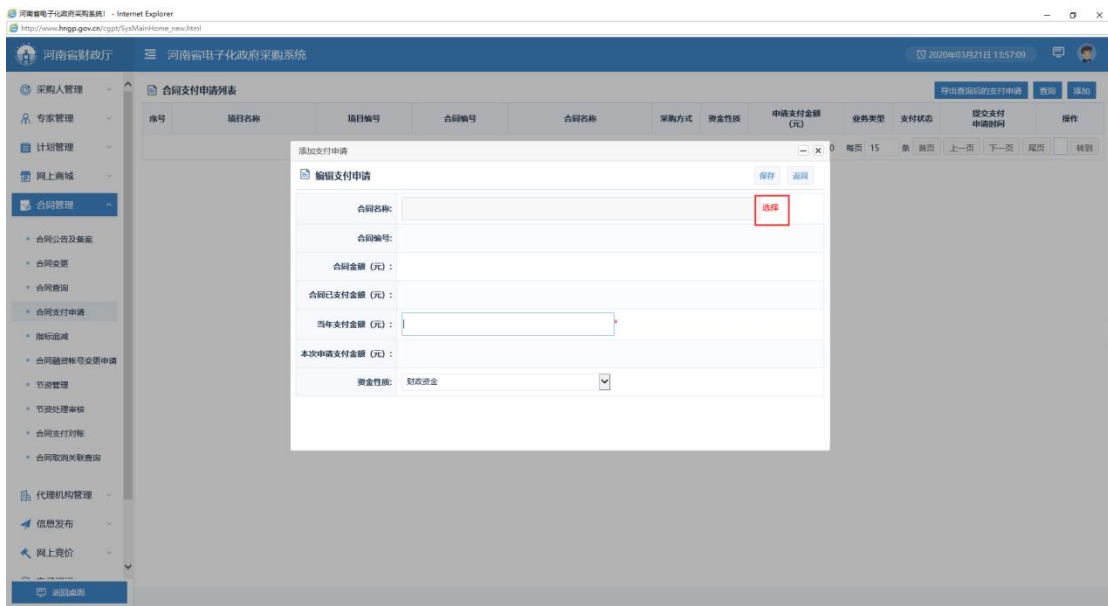 河南省电子化政府采购系统! - Internet Explorer
http://www.hngp.gov.cn/cgpt/SysMainHome_new.html
河南省财政厅
河南省电子化政府采购系统
2020年03月21日 13:57:09
采购人管理
专家管理
计划管理
网上商城
合同管理
合同公告及备案
合同变更
合同查询
合同支付申请
指标追减
合同融资帐号变更申请
节资管理
节资处理审核
合同支付对账
合同取消关联查询
代理机构管理
信息发布
网上竞价
返回桌面
合同支付申请列表
导出查询后的支付申请 查询 添加
序号 项目名称 项目编号 合同编号 合同名称 采购方式 资金性质 申请支付金额(元) 业务类型 支付状态 提交支付申请时间 操作
0 每页 15 条 首页 上一页 下一页 尾页 转到
添加支付申请
编辑支付申请 保存 返回
合同名称: 选择
合同编号:
合同金额（元）:
合同已支付金额（元）:
当年支付金额（元）: *
本次申请支付金额（元）:
资金性质: 财政资金